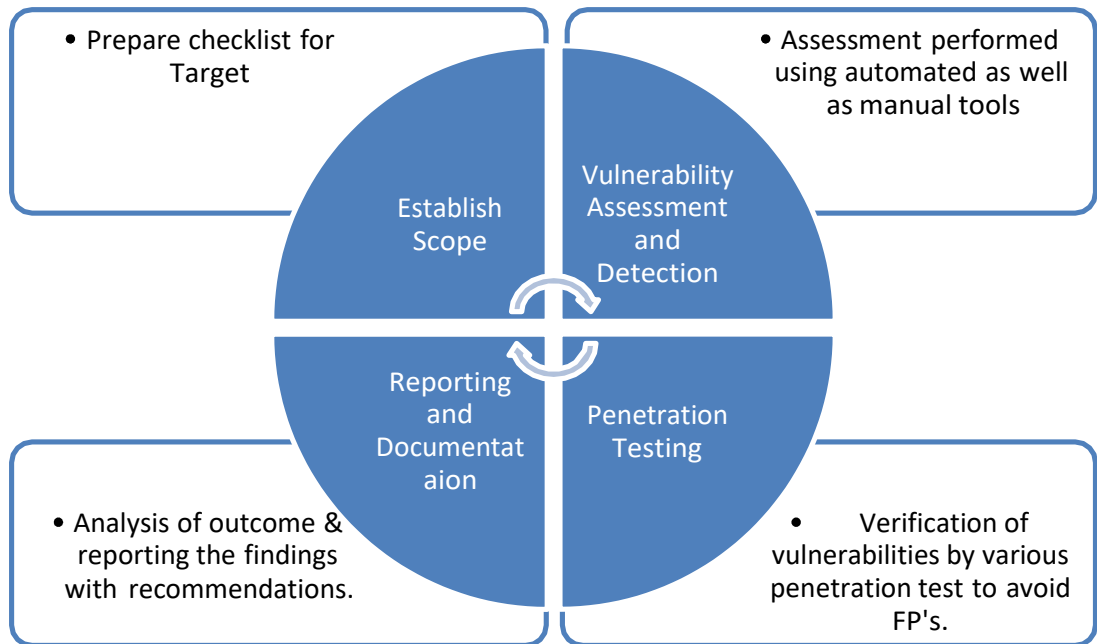 • Prepare checklist for
Target
• Assessment performed
using automated as well
as manual tools
Establish
Scope
Vulnerability
Assessment
and
Detection
Reporting
and
Documentat
aion
Penetration
Testing
• Analysis of outcome &
reporting the findings
with recommendations.
• Verification of
vulnerabilities by various
penetration test to avoid
FP's.